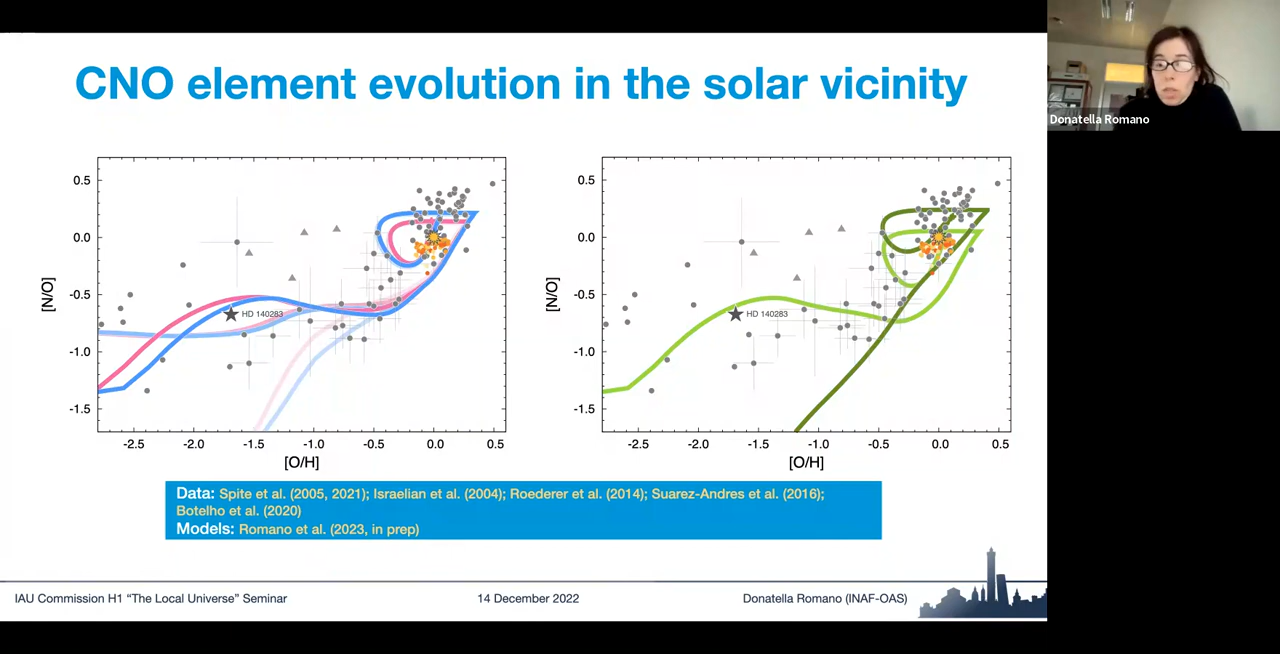 CNO element evolution in the solar vicinity
Donatella Romano
0.5
0.0
-0.5
-1.0
-1.5
[N/O]
HD 140283
-2.5 -2.0 -1.5 -1.0 -0.5 0.0 0.5
[O/H]
0.5
0.0
-0.5
-1.0
-1.5
[N/O]
HD 140283
-2.5 -2.0 -1.5 -1.0 -0.5 0.0 0.5
[O/H]
Data: Spite et al. (2005, 2021); Israelian et al. (2004); Roederer et al. (2014); Suarez-Andres et al. (2016);
Botelho et al. (2020)
Models: Romano et al. (2023, in prep)
IAU Commission H1 “The Local Universe” Seminar 14 December 2022 Donatella Romano (INAF-OAS)